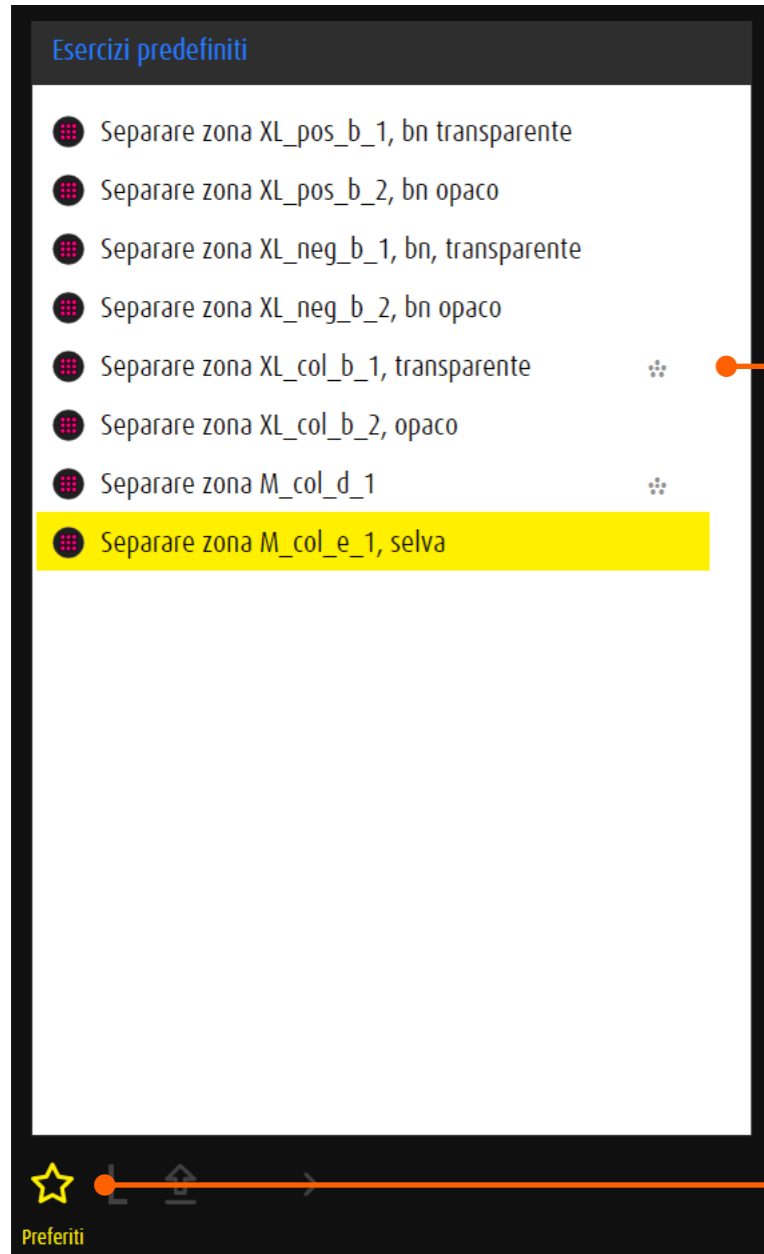 Esercizi predefiniti
Separare zona XL_pos_b_1, bn transparente
Separare zona XL_pos_b_2, bn opaco
Separare zona XL_neg_b_1, bn, transparente
Separare zona XL_neg_b_2, bn opaco
Separare zona XL_col_b_1, transparente
Separare zona XL_col_b_2, opaco
Separare zona M_col_d_1
Separare zona M_col_e_1, selva
Preferiti